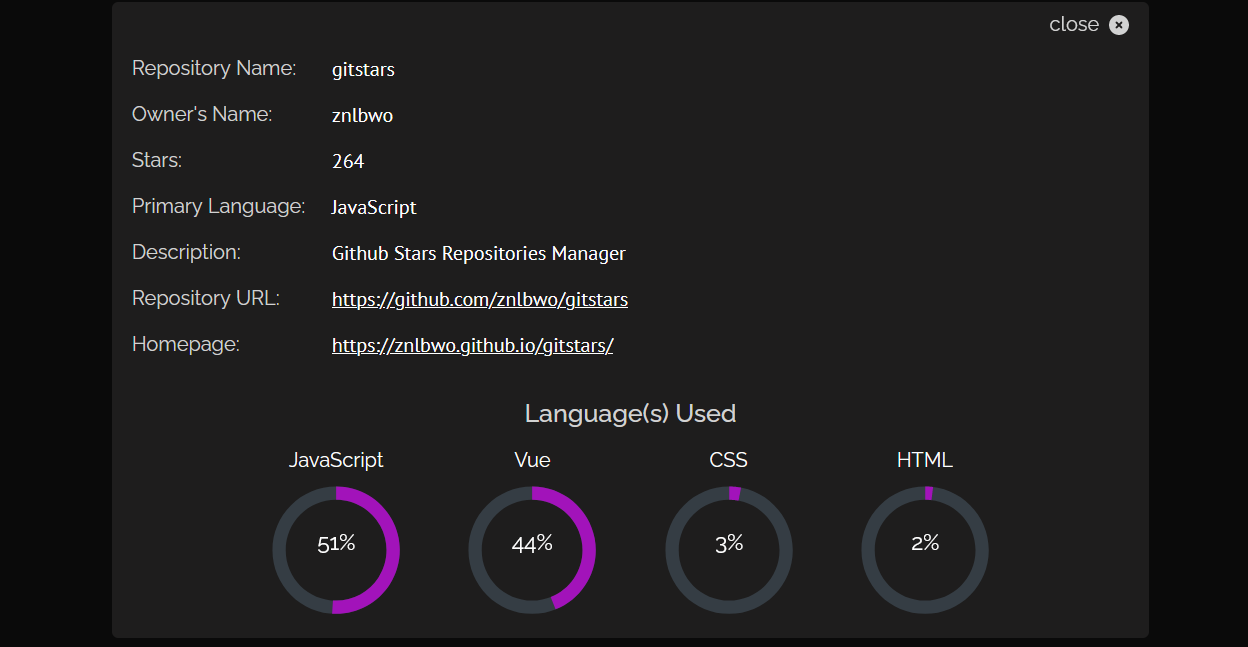 close
Repository Name: gitstars
Owner's Name: znlbwo
Stars: 264
Primary Language: JavaScript
Description: Github Stars Repositories Manager
Repository URL: https://github.com/znlbwo/gitstars
Homepage: https://znlbwo.github.io/gitstars/
Language(s) Used
JavaScript Vue CSS HTML
51% 44% 3% 2%